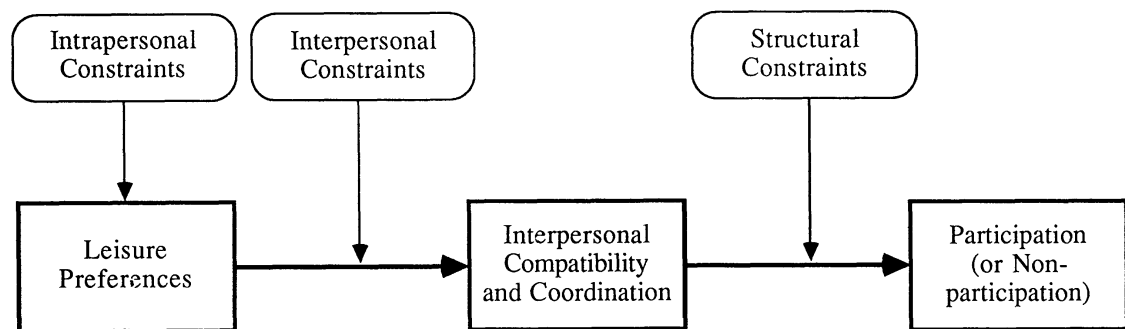 Intrapersonal
Constraints
Interpersonal
Constraints
Structural
Constraints
Leisure
Preferences
Interpersonal
Compatibility
and Coordination
Participation
(or Non-
participation)